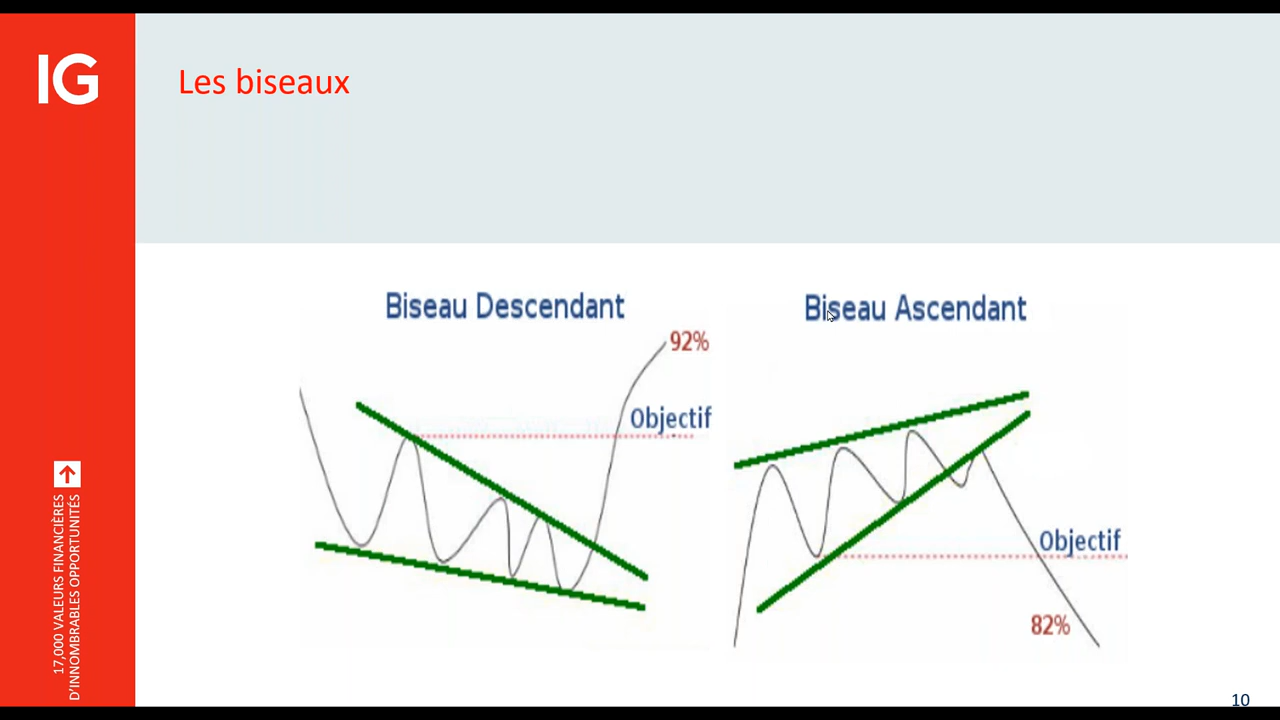 IG
Les biseaux
Biseau Descendant
92%
Objectif
Biseau Ascendant
Objectif
82%
17,000 VALEURS FINANCIÈRES
D'INNOMBRABLES OPPORTUNITÉS
10